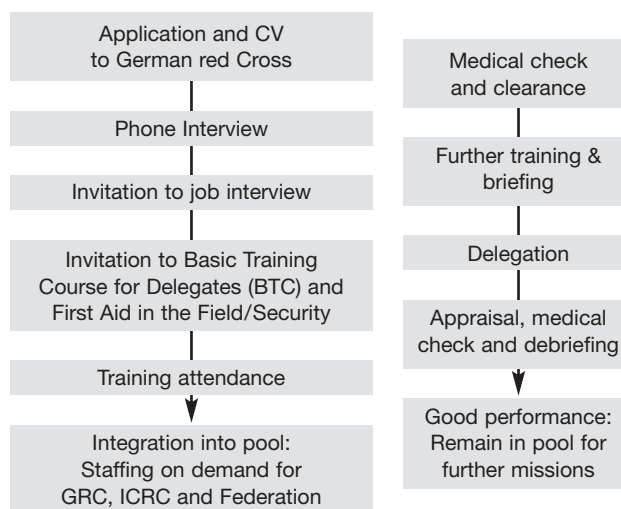 Application and CV
to German red Cross
Phone Interview
Invitation to job interview
Invitation to Basic Training
Course for Delegates (BTC) and
First Aid in the Field/Security
Training attendance
Integration into pool:
Staffing on demand for
GRC, ICRC and Federation
Medical check
and clearance
Further training &
briefing
Delegation
Appraisal, medical
check and debriefing
Good performance:
Remain in pool for
further missions